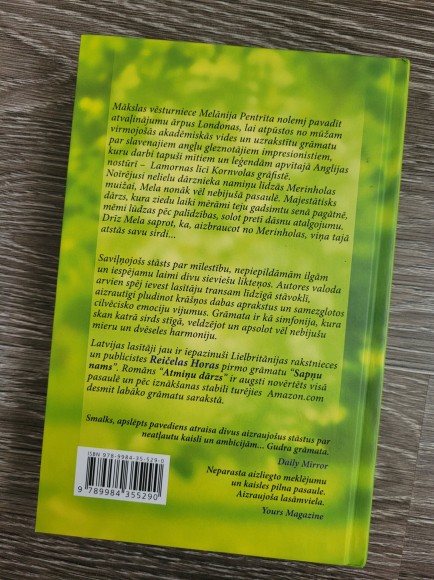 Mākslas vēsturniece Melānija Pentrita nolemj pavadīt
atvaļinājumu ārpus Londonas, lai atpūstos no mūžam
virmojošās akadēmiskās vides un uzrakstītu grāmatu
par slavenajiem angļu gleznotājiem impresionistiem,
kuru darbi tapuši mītiem un leģendām apvītajā Anglijas
nostūrī – Lamornas līcī Kornvolas grāfistē.
Noīrējusi nelielu dārznieka namiņu līdzās Merinholas
muižai, Mela nonāk vēl nebijušā pasaulē. Majestātisks
dārzs, kura ziedu laiki mērāmi teju gadsimtu senā pagātnē,
mēmi lūdzas pēc palīdzības, solot pretī dāsnu atalgojumu.
Drīz Mela saprot, ka, aizbraucot no Merinholas, viņa tajā
atstās savu sirdi...
Saviļņojošs stāsts par mīlestību, nepiepildāmām ilgām
un iespējamu laimi divu sieviešu likteņos. Autores valoda
arvien spēj ievest lasītāju transam līdzīgā stāvoklī,
aizrautīgi pludinot krāšņos dabas aprakstus un samezglotos
cilvēcisko emociju vijumus. Grāmata ir kā simfonija, kura
skan katrā sirds stīgā, veldzējot un apsolot vēl nebijušu
mieru un dvēseles harmoniju.
Latvijas lasītāji jau ir iepazinuši Lielbritānijas rakstnieces
un publicistes Reičelas Horas pirmo grāmatu "Sapņu
nams". Romāns "Atmiņu dārzs" ir augsti novērtēts visā
pasaulē un pēc iznākšanas stabili turējies Amazon.com
desmit labāko grāmatu sarakstā.
Smalks, apslēpts pavediens atraisa divus aizraujošus stāstus par
neatļautu kaisli un ambīcijām... Gudra grāmata.
Daily Mirror
Neparasta aizliegto meklējumu
un kaisles pilna pasaule.
Aizraujoša lasāmviela.
Yours Magazine
ISBN 978-9984-35-529-0
9 789984 355290